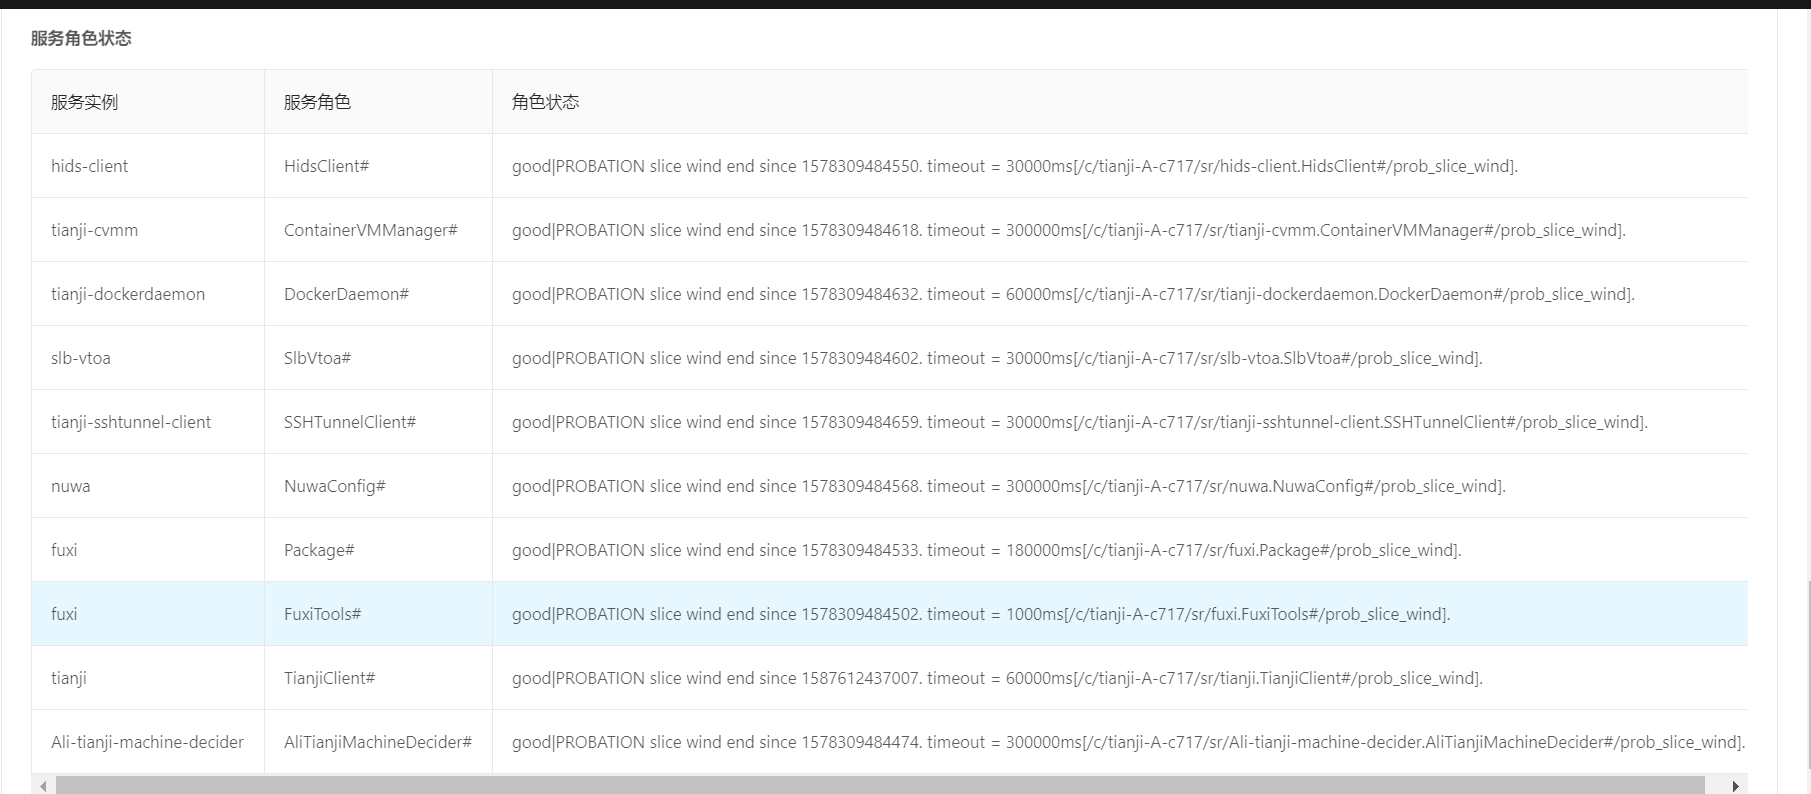 服务角色状态
服务实例 服务角色 角色状态
hids-client HidsClient# good|PROBATION slice wind end since 1578309484550. timeout = 30000ms[/c/tianji-A-c717/sr/hids-client.HidsClient#/prob_slice_wind].
tianji-cvmm ContainerVMManager# good|PROBATION slice wind end since 1578309484618. timeout = 300000ms[/c/tianji-A-c717/sr/tianji-cvmm.ContainerVMManager#/prob_slice_wind].
tianji-dockerdaemon DockerDaemon# good|PROBATION slice wind end since 1578309484632. timeout = 60000ms[/c/tianji-A-c717/sr/tianji-dockerdaemon.DockerDaemon#/prob_slice_wind].
slb-vtoa SlbVtoa# good|PROBATION slice wind end since 1578309484602. timeout = 30000ms[/c/tianji-A-c717/sr/slb-vtoa.SlbVtoa#/prob_slice_wind].
tianji-sshtunnel-client SSHTunnelClient# good|PROBATION slice wind end since 1578309484659. timeout = 30000ms[/c/tianji-A-c717/sr/tianji-sshtunnel-client.SSHTunnelClient#/prob_slice_wind].
nuwa NuwaConfig# good|PROBATION slice wind end since 1578309484568. timeout = 300000ms[/c/tianji-A-c717/sr/nuwa.NuwaConfig#/prob_slice_wind].
fuxi Package# good|PROBATION slice wind end since 1578309484533. timeout = 180000ms[/c/tianji-A-c717/sr/fuxi.Package#/prob_slice_wind].
fuxi FuxiTools# good|PROBATION slice wind end since 1578309484502. timeout = 1000ms[/c/tianji-A-c717/sr/fuxi.FuxiTools#/prob_slice_wind].
tianji TianjiClient# good|PROBATION slice wind end since 1587612437007. timeout = 60000ms[/c/tianji-A-c717/sr/tianji.TianjiClient#/prob_slice_wind].
Ali-tianji-machine-decider AliTianjiMachineDecider# good|PROBATION slice wind end since 1578309484474. timeout = 300000ms[/c/tianji-A-c717/sr/Ali-tianji-machine-decider.AliTianjiMachineDecider#/prob_slice_wind].